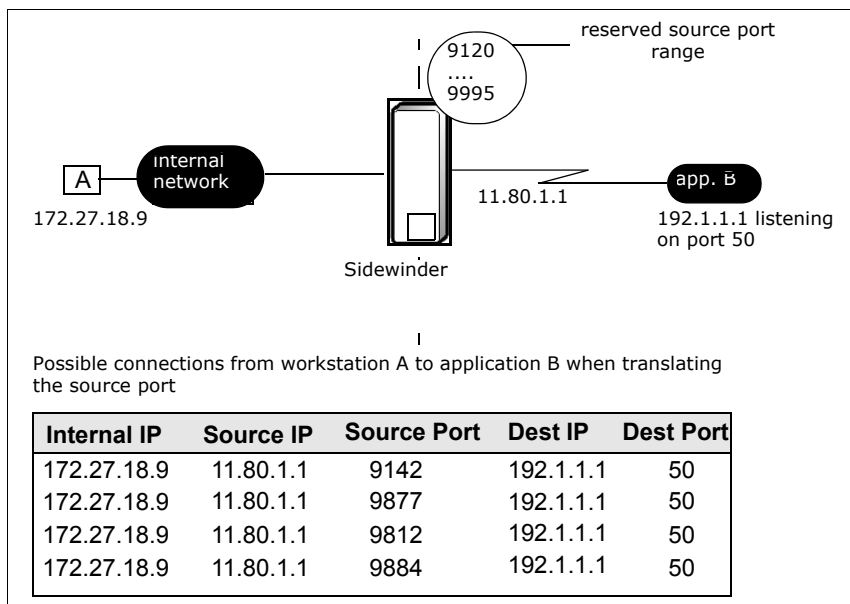 reserved source port
range
9120
....
9995
A
internal
network
172.27.18.9
11.80.1.1
app. B
192.1.1.1 listening
on port 50
Sidewinder
Possible connections from workstation A to application B when translating
the source port
Internal IP Source IP Source Port Dest IP Dest Port
172.27.18.9 11.80.1.1 9142 192.1.1.1 50
172.27.18.9 11.80.1.1 9877 192.1.1.1 50
172.27.18.9 11.80.1.1 9812 192.1.1.1 50
172.27.18.9 11.80.1.1 9884 192.1.1.1 50